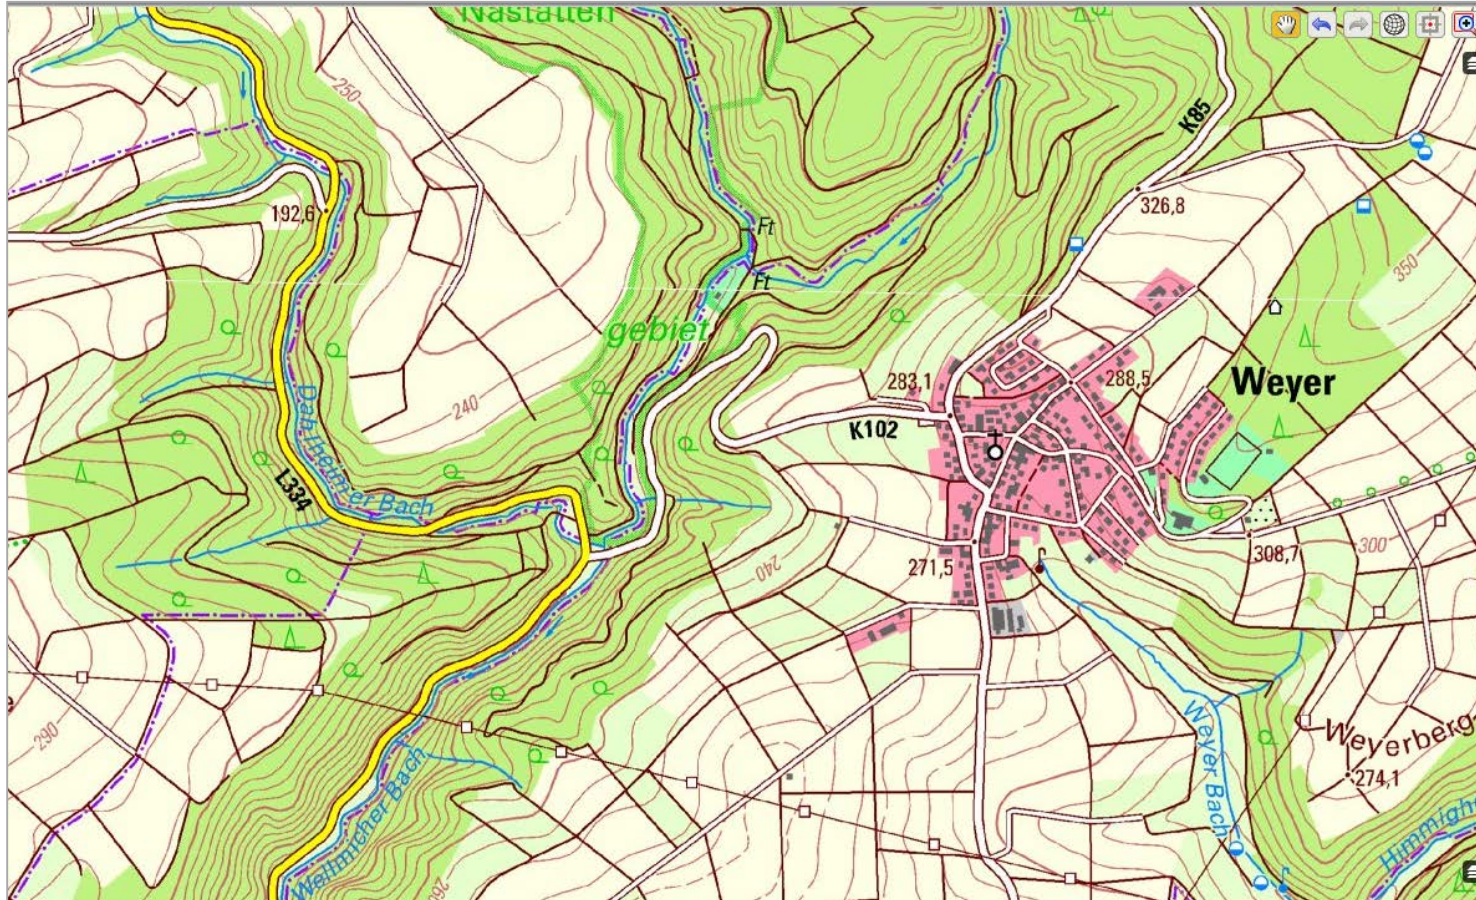 Nastätten
250
K85
326,8
192,6
Ft
Ft
350
gebiet
283,1
288,5
Weyer
240
K102
Dahlheimer Bach
L334
271,5
240
308,7
300
290
Weyer Bach
Weyerberg
274,1
Wellmicher Bach
260